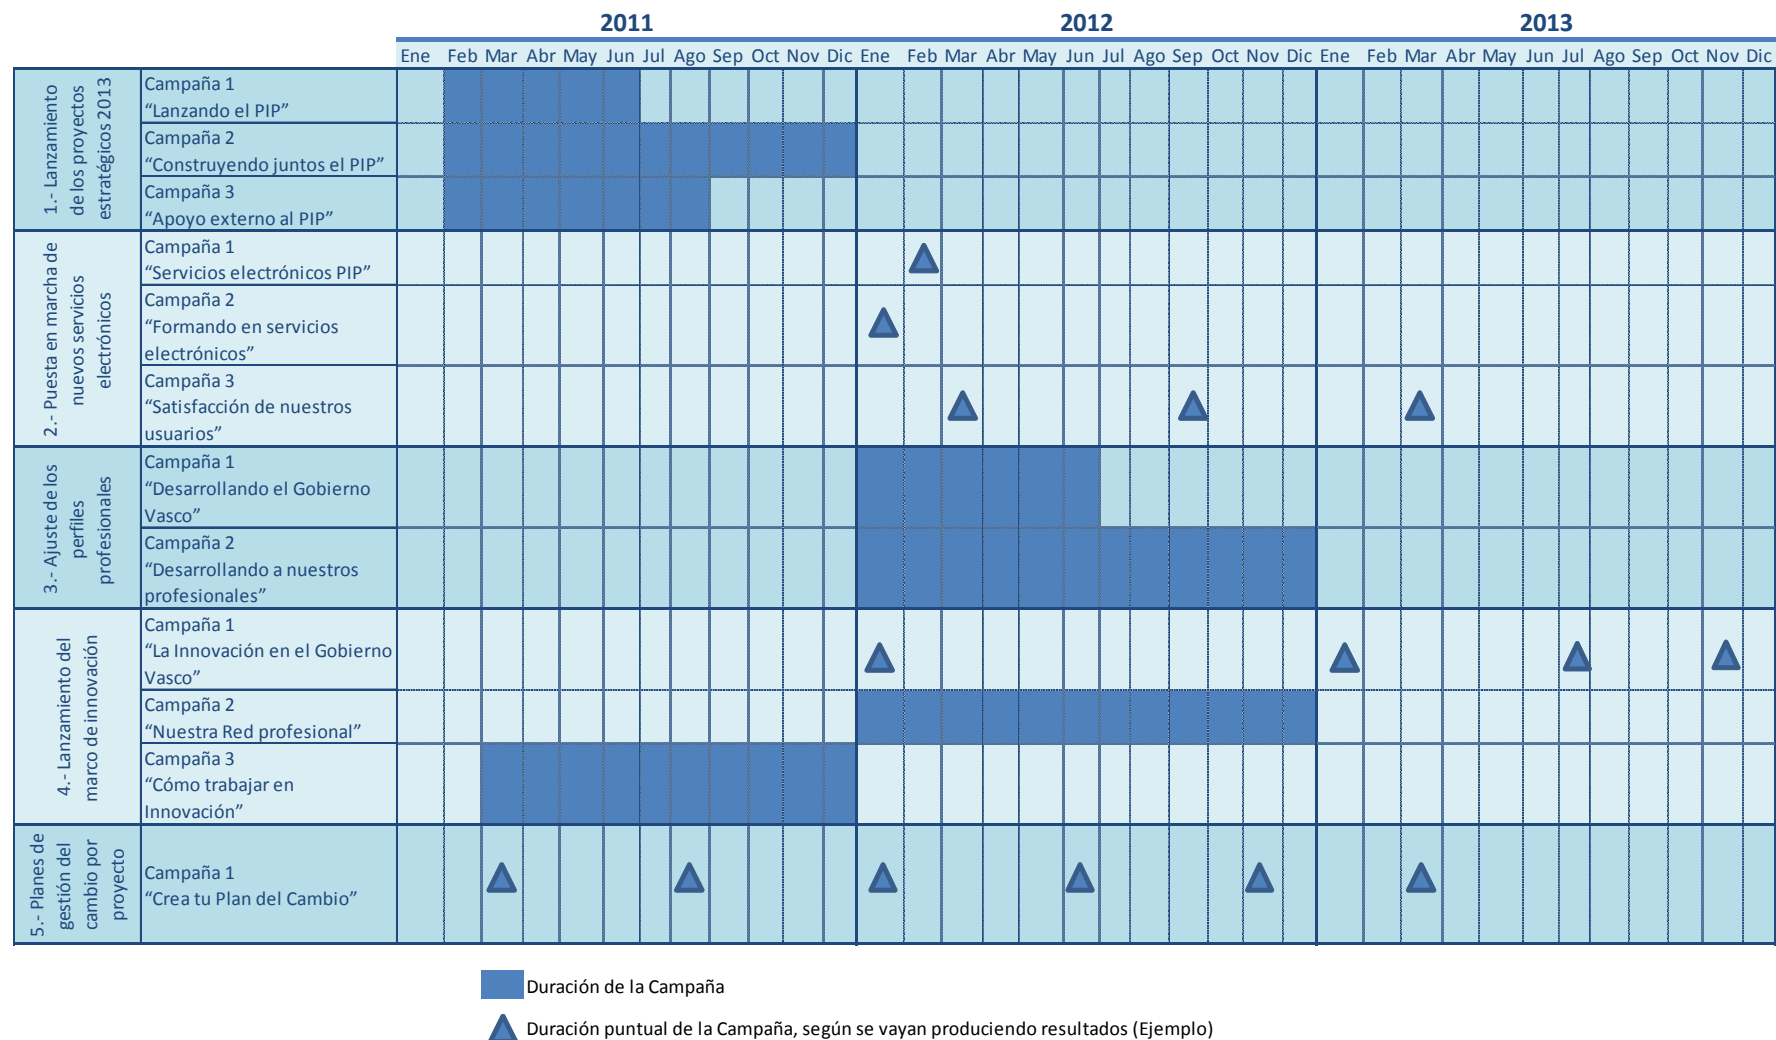 2011 2012 2013
Ene Feb Mar Abr May Jun Jul Ago Sep Oct Nov Dic Ene Feb Mar Abr May Jun Jul Ago Sep Oct Nov Dic Ene Feb Mar Abr May Jun Jul Ago Sep Oct Nov Dic
1.- Lanzamiento
de los proyectos
estratégicos 2013
Campaña 1
“Lanzando el PIP”
Campaña 2
“Construyendo juntos el PIP”
Campaña 3
“Apoyo externo al PIP”
2.- Puesta en marcha de
nuevos servicios
electrónicos
Campaña 1
“Servicios electrónicos PIP”
Campaña 2
“Formando en servicios
electrónicos”
Campaña 3
“Satisfacción de nuestros
usuarios”
3.- Ajuste de los
perfiles
profesionales
Campaña 1
“Desarrollando el Gobierno
Vasco”
Campaña 2
“Desarrollando a nuestros
profesionales”
4.- Lanzamiento del
marco de innovación
Campaña 1
“La Innovación en el Gobierno
Vasco”
Campaña 2
“Nuestra Red profesional”
Campaña 3
“Cómo trabajar en
Innovación”
5.- Planes de
gestión del
cambio por
proyecto
Campaña 1
“Crea tu Plan del Cambio”
Duración de la Campaña
Duración puntual de la Campaña, según se vayan produciendo resultados (Ejemplo)